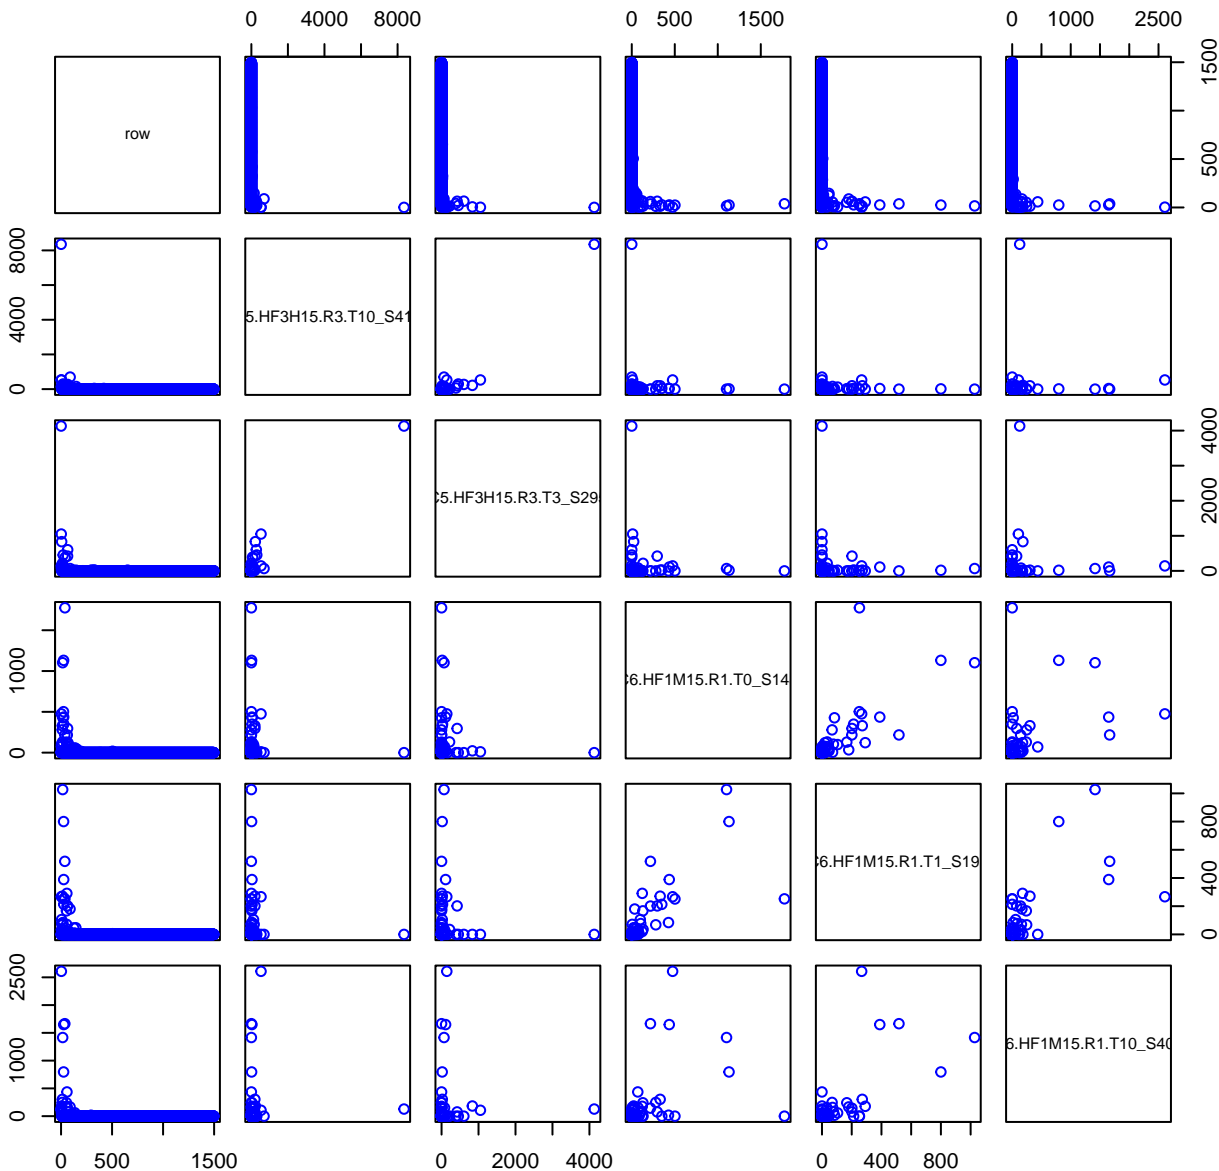 0 4000 8000 0 500 1500 0 1000 2500
row
0 500 1500
0 4000 8000
5.HF3H15.R3.T10_S41
C5.HF3H15.R3.T3_S29
0 2000 4000
0 1000
C6.HF1M15.R1.T0_S14
C6.HF1M15.R1.T1_S19
0 400 800
0 1000 2500
6.HF1M15.R1.T10_S40
0 500 1500 0 2000 4000 0 400 800